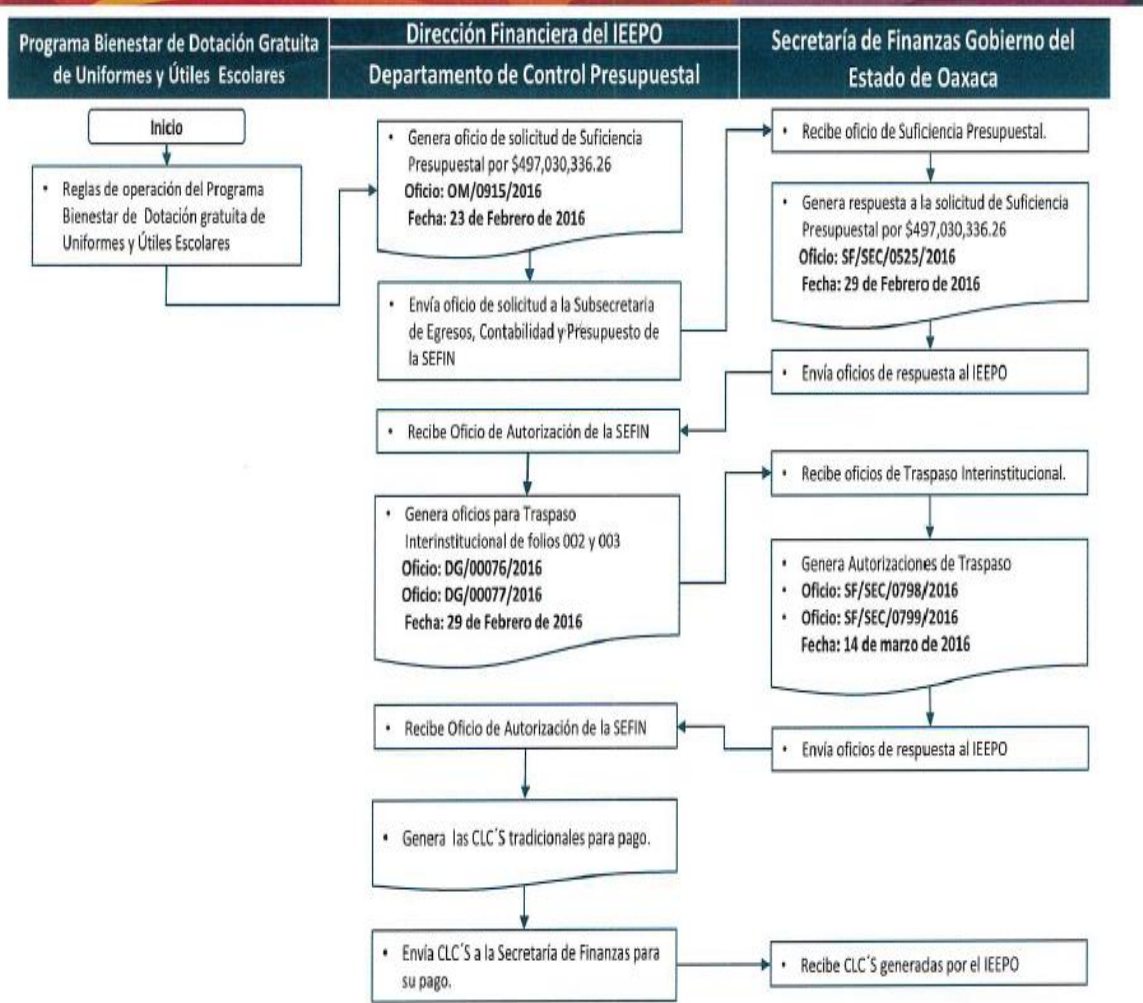 Programa Bienestar de Dotación Gratuita
de Uniformes y Útiles Escolares
Dirección Financiera del IEEPO
Departamento de Control Presupuestal
Secretaría de Finanzas Gobierno del
Estado de Oaxaca
Inicio
• Reglas de operación del Programa
Bienestar de Dotación gratuita de
Uniformes y Útiles Escolares
• Genera oficio de solicitud de Suficiencia
Presupuestal por $497,030,336.26
Oficio: OM/0915/2016
Fecha: 23 de Febrero de 2016
• Envía oficio de solicitud a la Subsecretaria
de Egresos, Contabilidad y Presupuesto de
la SEFIN
• Recibe oficio de Suficiencia Presupuestal.
• Genera respuesta a la solicitud de Suficiencia
Presupuestal por $497,030,336.26
Oficio: SF/SEC/0525/2016
Fecha: 29 de Febrero de 2016
• Envía oficios de respuesta al IEEPO
• Recibe Oficio de Autorización de la SEFIN
• Genera oficios para Traspaso
Interinstitucional de folios 002 y 003
Oficio: DG/00076/2016
Oficio: DG/00077/2016
Fecha: 29 de Febrero de 2016
• Recibe oficios de Traspaso Interinstitucional.
• Genera Autorizaciones de Traspaso
• Oficio: SF/SEC/0798/2016
• Oficio: SF/SEC/0799/2016
Fecha: 14 de marzo de 2016
• Envía oficios de respuesta al IEEPO
• Recibe Oficio de Autorización de la SEFIN
• Genera las CLC´S tradicionales para pago.
• Envía CLC´S a la Secretaría de Finanzas para
su pago.
• Recibe CLC´S generadas por el IEEPO